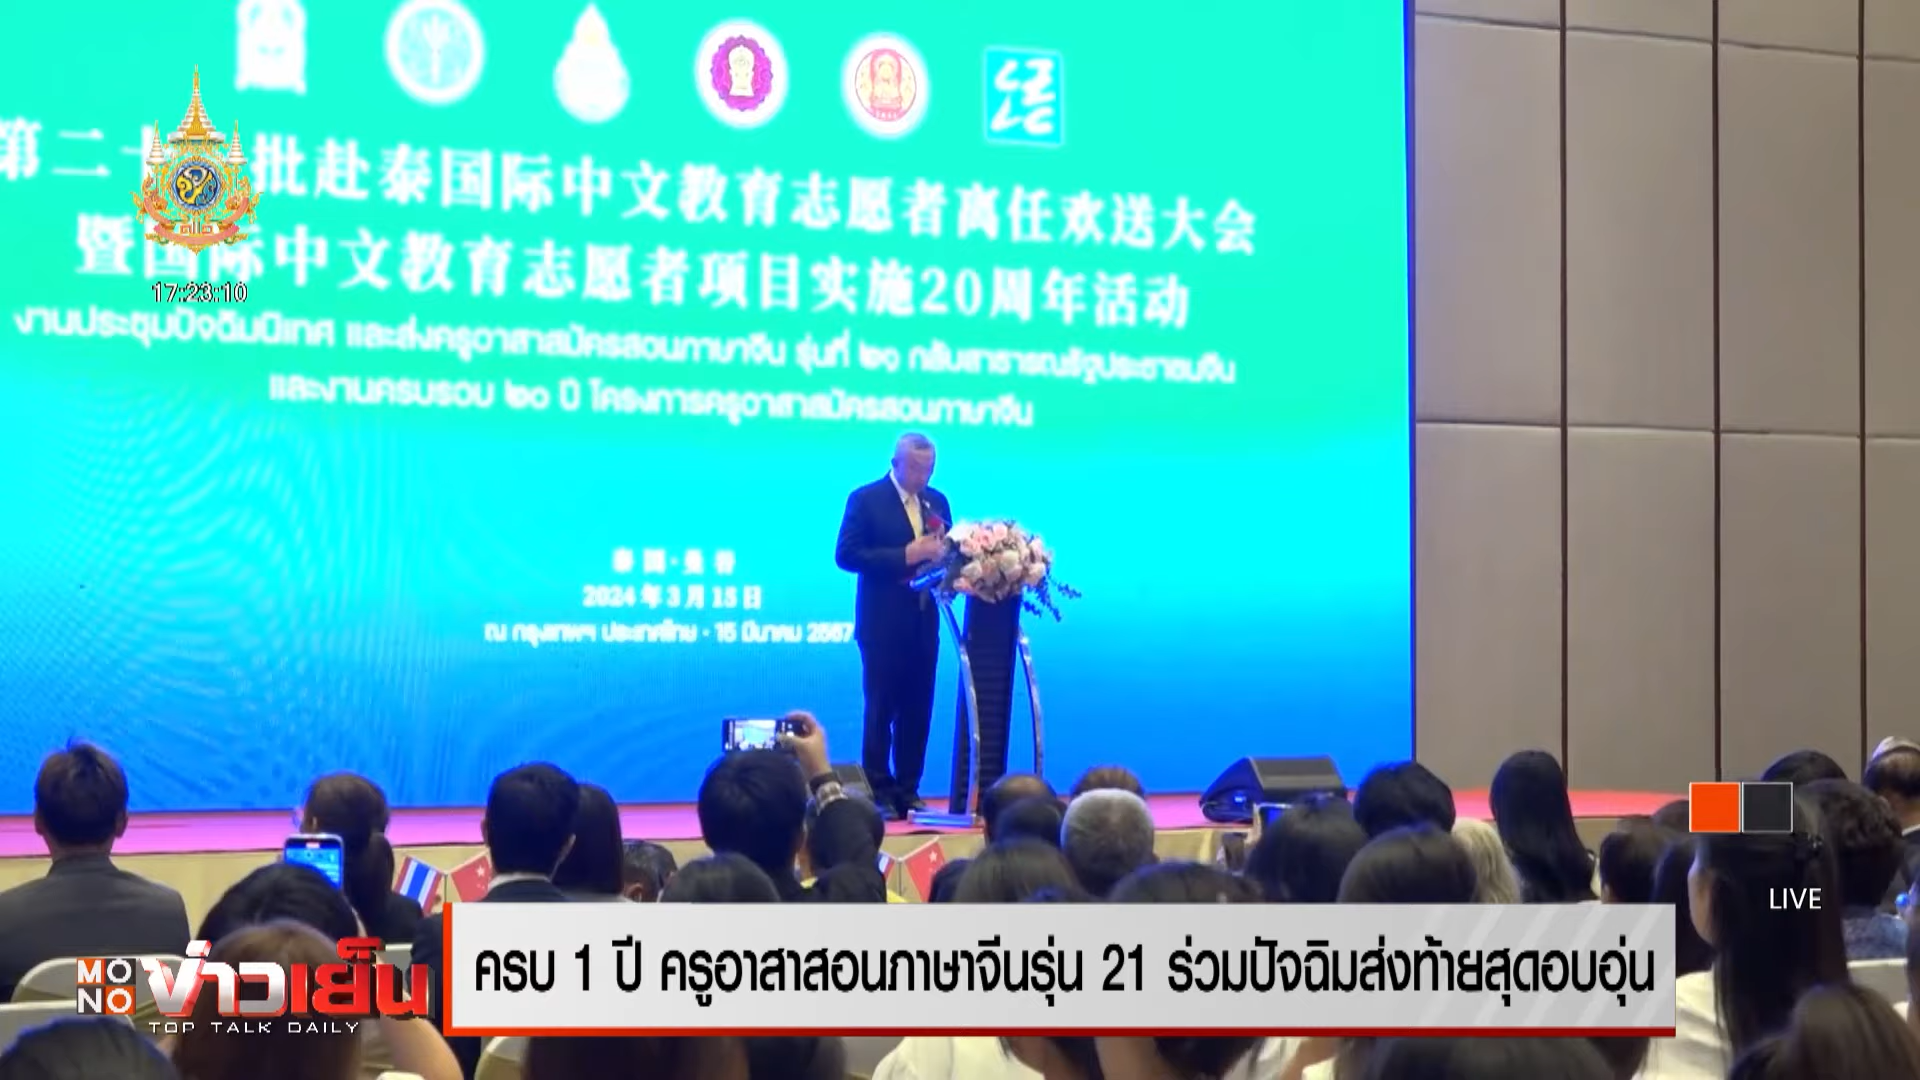 第二十 批赴泰国际中文教育志愿者离任欢送大会
暨国际中文教育志愿者项目实施20周年活动
17:23:10
งานประชุมปัจฉิมนิเทศ และส่งครูอาสาสมัครสอนภาษาจีน รุ่นที่ ๒๑ กลับสาธารณรัฐประชาชนจีน
และงานครบรอบ ๒๐ ปี โครงการครูอาสาสมัครสอนภาษาจีน
泰 国 · 曼 谷
2024 年 3 月 15 日
ณ กรุงเทพฯ ประเทศไทย · 15 มีนาคม 2567
LIVE
MONO ข่าวเย็น
TOP TALK DAILY
ครบ 1 ปี ครูอาสาสอนภาษาจีนรุ่น 21 ร่วมปัจฉิมส่งท้ายสุดอบอุ่น